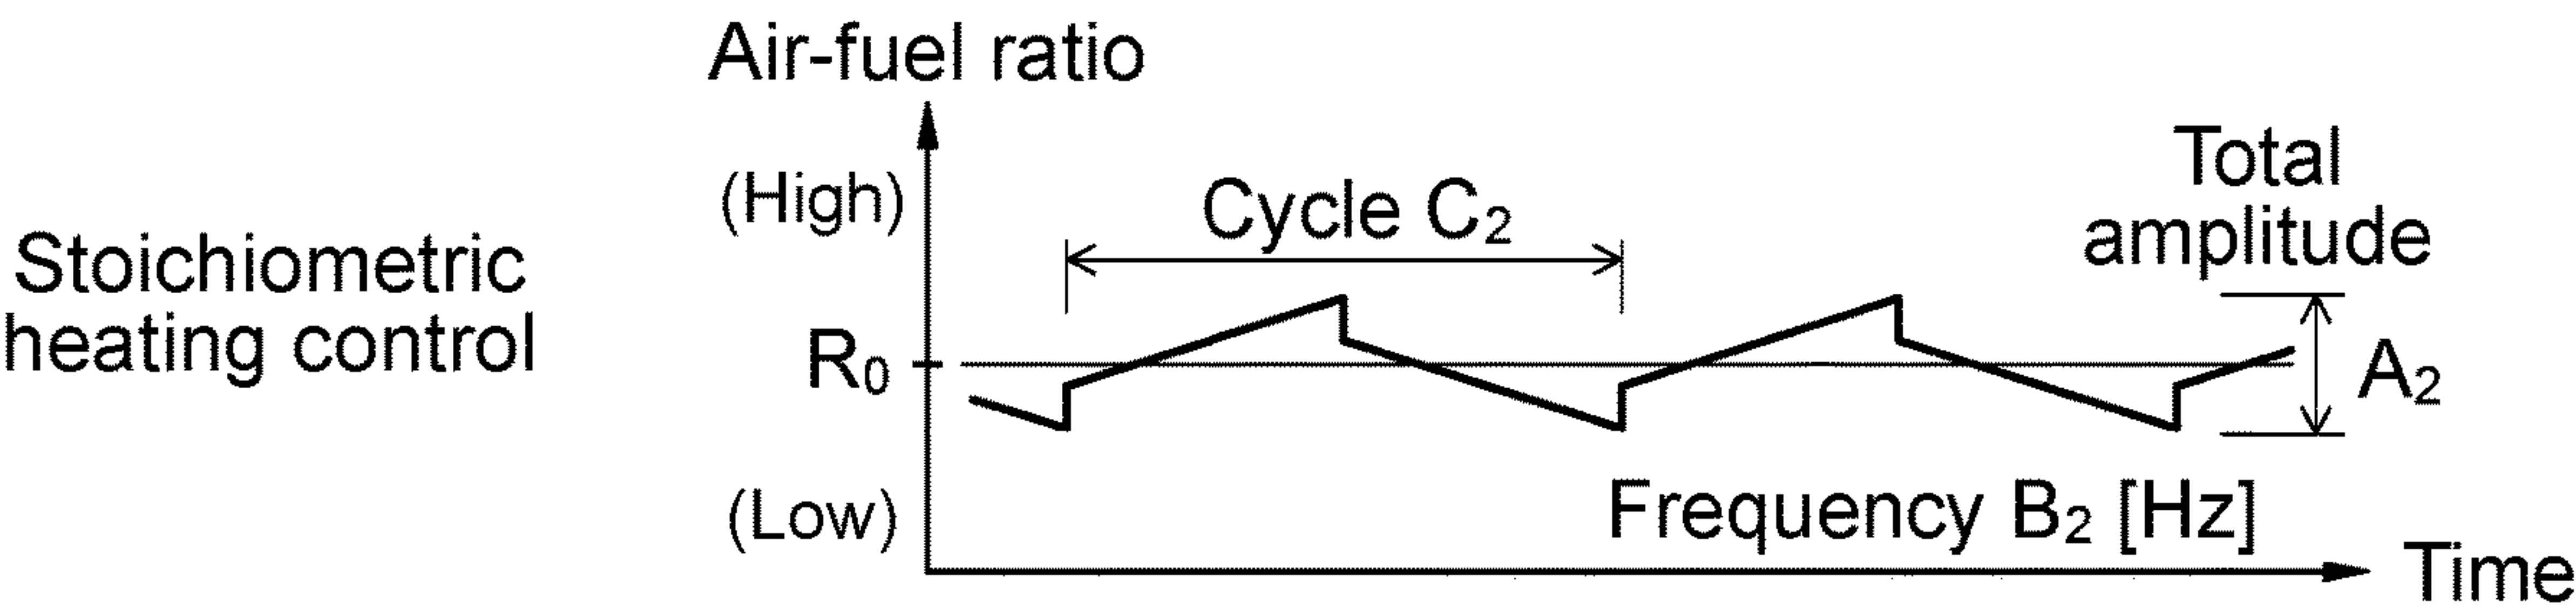 Air-fuel ratio
(High)
Cycle C₂
Total
amplitude
Stoichiometric
heating control
R₀
A₂
(Low)
Frequency B₂ [Hz]
Time